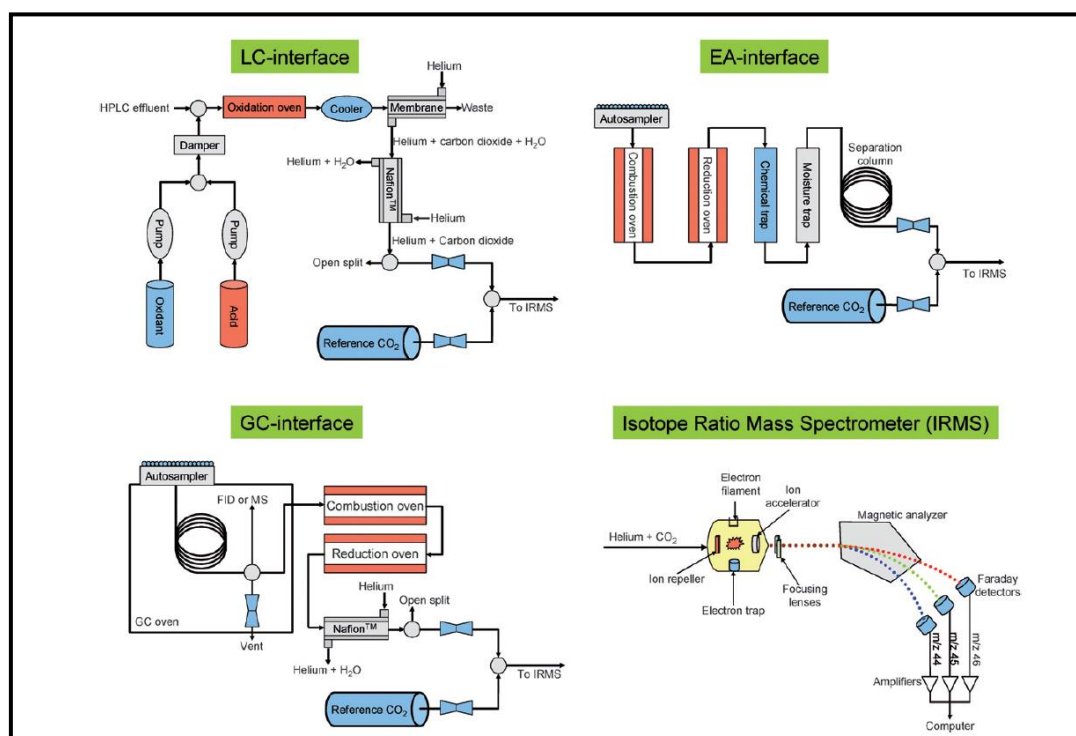 LC-interface
Helium
HPLC effluent
Oxidation oven
Cooler
Membrane
Waste
Damper
Helium + carbon dioxide + H₂O
Helium + H₂O
Nafion™
Helium
Pump
Pump
Helium + Carbon dioxide
Open split
Oxidant
Acid
To IRMS
Reference CO₂
EA-interface
Autosampler
Combustion oven
Reduction oven
Chemical trap
Moisture trap
Separation
column
To IRMS
Reference CO₂
GC-interface
Autosampler
FID or MS
Combustion oven
Reduction oven
Helium
Open split
Nafion™
GC oven
Vent
Helium + H₂O
To IRMS
Reference CO₂
Isotope Ratio Mass Spectrometer (IRMS)
Electron
filament
Ion
accelerator
Magnetic analyzer
Helium + CO₂
Ion repeller
Focusing
lenses
Electron trap
Faraday
detectors
m/z 44
m/z 45
m/z 46
Amplifiers
Computer